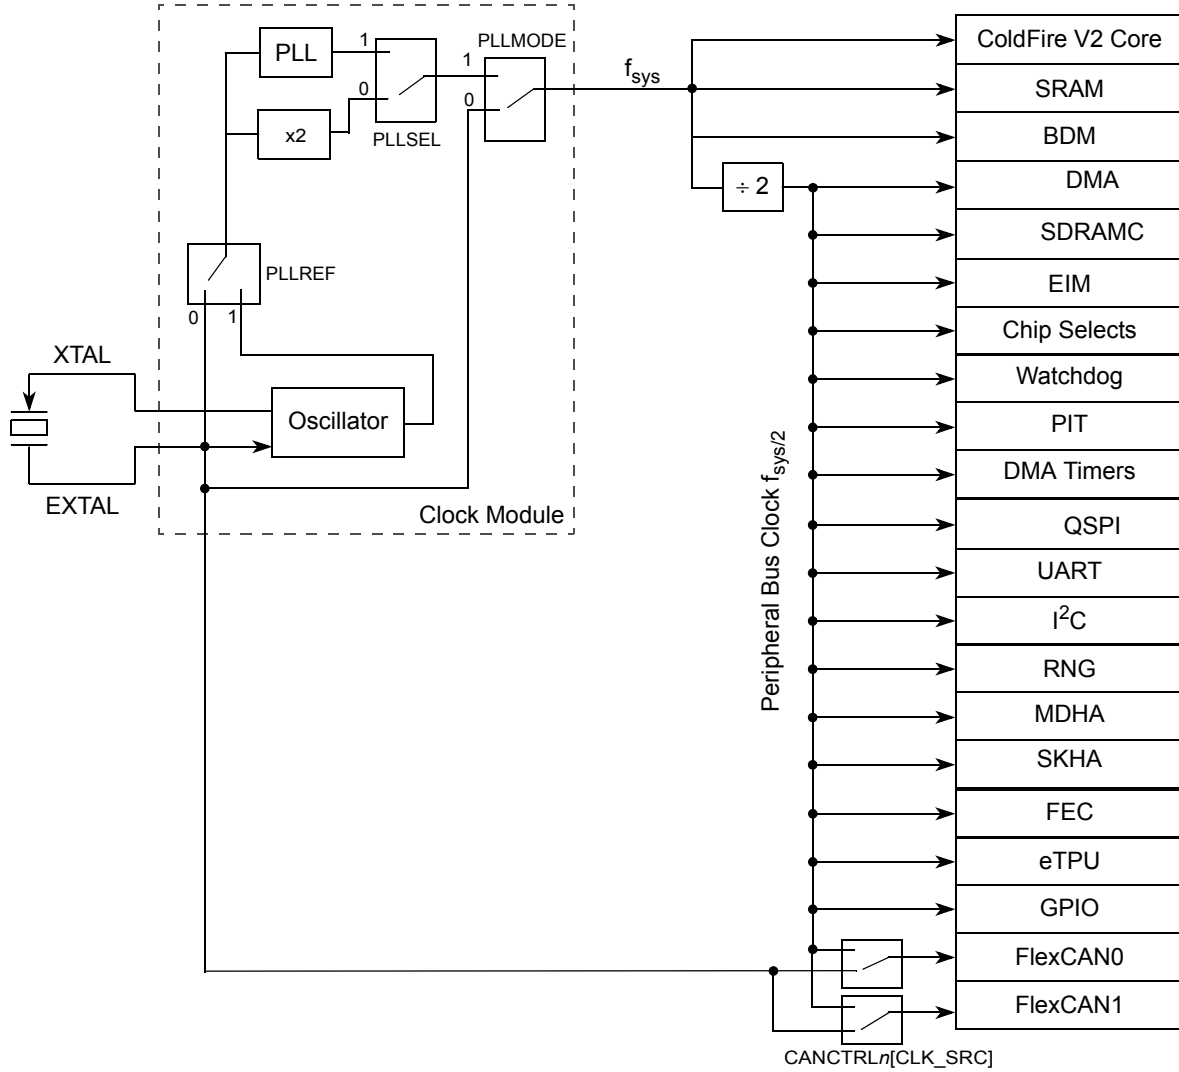 PLL
1
PLLMODE
1
0
0
x2
PLLSEL
PLLREF
0
1
XTAL
Oscillator
EXTAL
Clock Module
f_sys
÷ 2
Peripheral Bus Clock f_sys/2
ColdFire V2 Core
SRAM
BDM
DMA
SDRAMC
EIM
Chip Selects
Watchdog
PIT
DMA Timers
QSPI
UART
I²C
RNG
MDHA
SKHA
FEC
eTPU
GPIO
FlexCAN0
FlexCAN1
CANCTRLn[CLK_SRC]